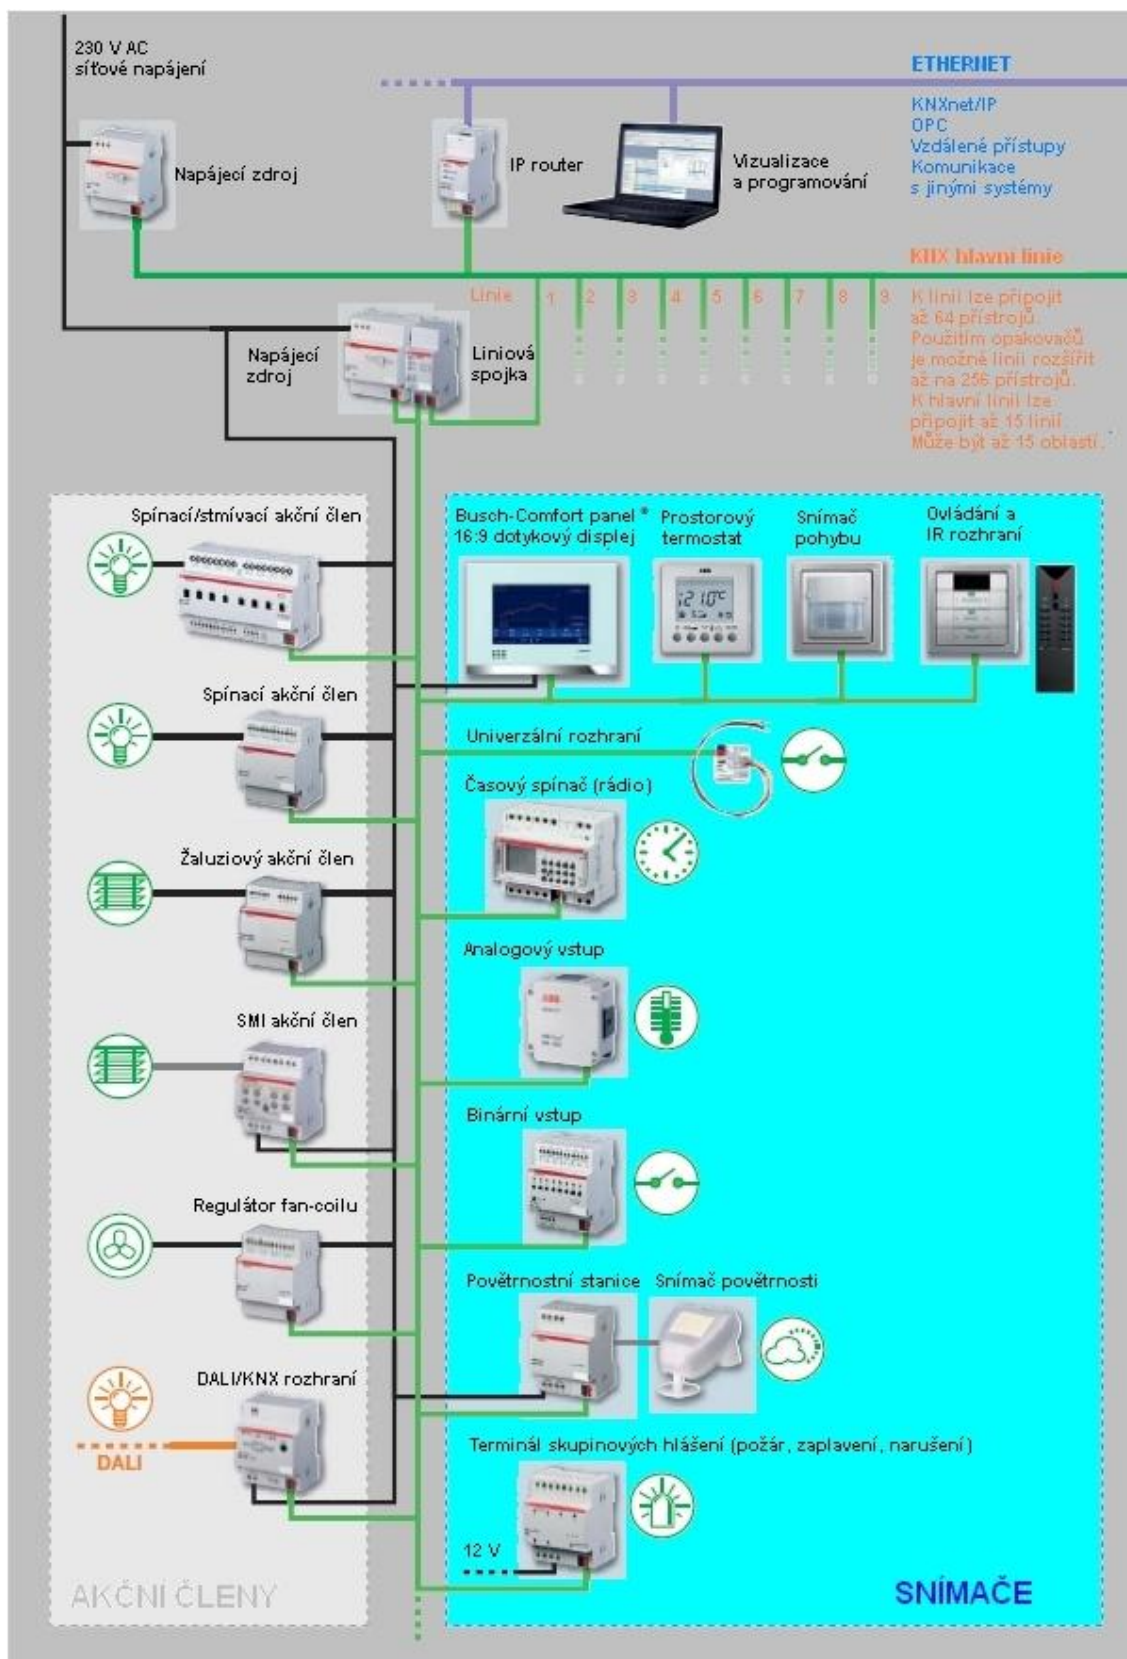 230 V AC
síťové napájení
ETHERNET
KNXnet/IP
OPC
Vzdálené přístupy
Komunikace
s jinými systémy
Napájecí zdroj
IP router
Vizualizace
a programování
KNX hlavní linie
Linie 1 2 3 4 5 6 7 8 9
K linii lze připojit
až 64 přístrojů.
Použitím opakovačů
je možné linii rozšířit
až na 256 přístrojů.
K hlavní linii lze
připojit až 15 linií.
Může být až 15 oblastí.
Napájecí
zdroj
Liniová
spojka
Spínací/stmívací akční člen
Spínací akční člen
Žaluziový akční člen
SMI akční člen
Regulátor fan-coilu
DALI/KNX rozhraní
DALI
AKČNÍ ČLENY
Busch-Comfort panel ®
16:9 dotykový displej
Prostorový
termostat
Snímač
pohybu
Ovládání a
IR rozhraní
Univerzální rozhraní
Časový spínač (rádio)
Analogový vstup
ABB
Binární vstup
Povětrnostní stanice
Snímač povětrnosti
Terminál skupinových hlášení (požár, zaplavení, narušení)
12 V
SNÍMAČE